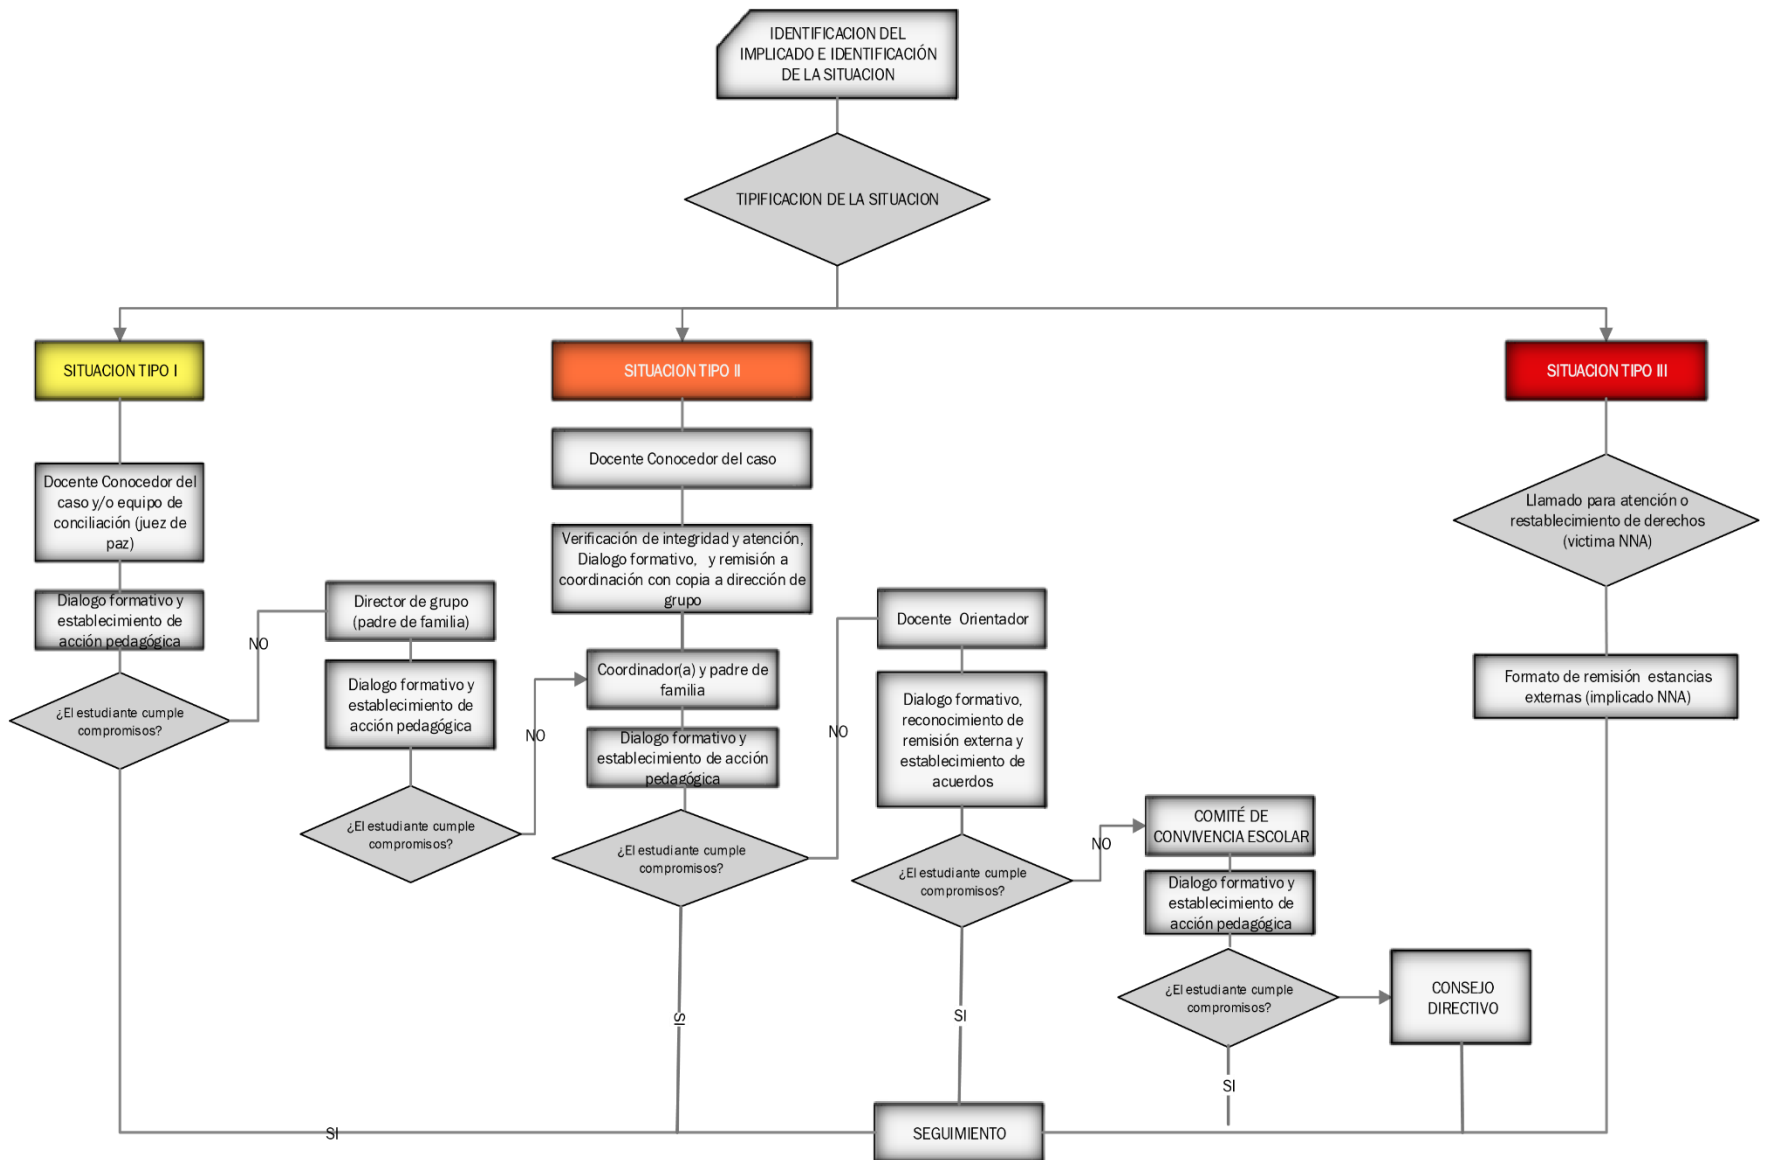 IDENTIFICACION DEL
IMPLICADO E IDENTIFICACIÓN
DE LA SITUACION
TIPIFICACION DE LA SITUACION
SITUACION TIPO I
SITUACION TIPO II
SITUACION TIPO III
Docente Conocedor del
caso y/o equipo de
conciliación (juez de
paz)
Dialogo formativo y
establecimiento de
acción pedagógica
¿El estudiante cumple
compromisos?
NO
Director de grupo
(padre de familia)
Dialogo formativo y
establecimiento de
acción pedagógica
¿El estudiante cumple
compromisos?
NO
Docente Conocedor del caso
Verificación de integridad y atención,
Dialogo formativo, y remisión a
coordinación con copia a dirección de
grupo
Coordinador(a) y padre de
familia
Dialogo formativo y
establecimiento de acción
pedagógica
¿El estudiante cumple
compromisos?
NO
Docente Orientador
Dialogo formativo,
reconocimiento de
remisión externa y
establecimiento de
acuerdos
¿El estudiante cumple
compromisos?
NO
COMITÉ DE
CONVIVENCIA ESCOLAR
Dialogo formativo y
establecimiento de
acción pedagógica
¿El estudiante cumple
compromisos?
CONSEJO
DIRECTIVO
Llamado para atención o
restablecimiento de derechos
(victima NNA)
Formato de remisión estancias
externas (implicado NNA)
SI
SI
SI
SI
SEGUIMIENTO